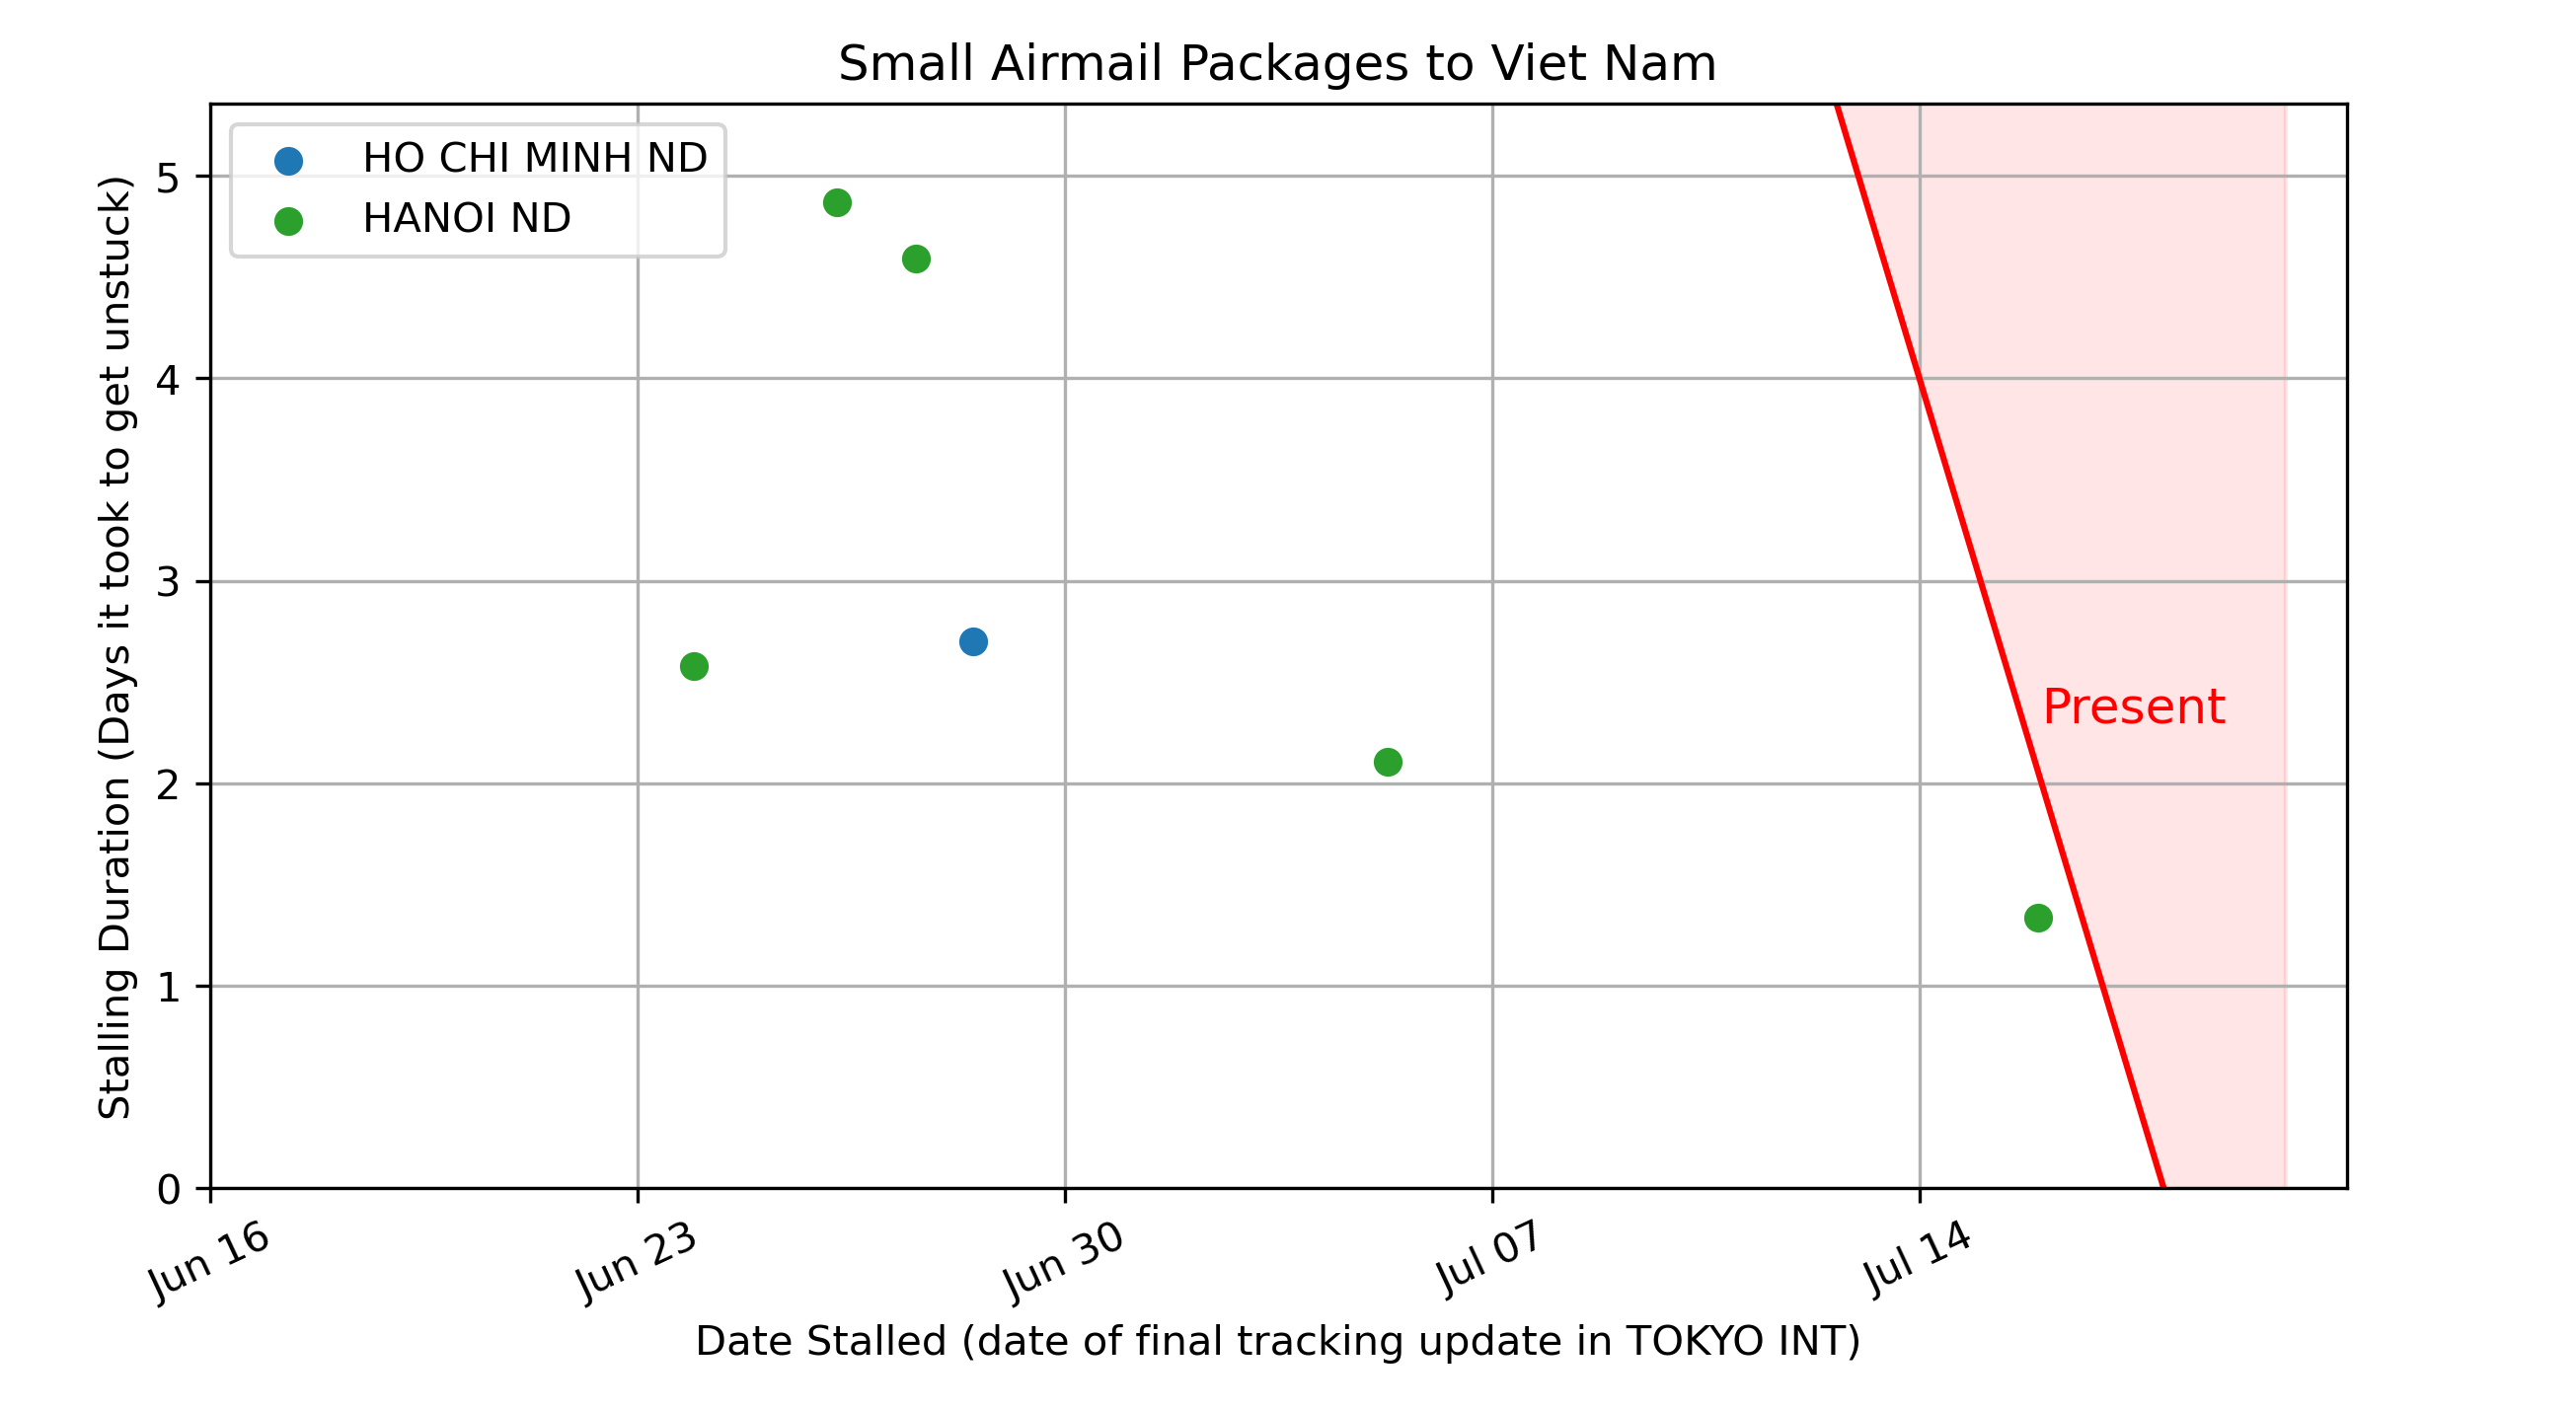 Small Airmail Packages to Viet Nam
HO CHI MINH ND
HANOI ND
Stalling Duration (Days it took to get unstuck)
5
4
3
2
1
0
Present
Jun 16
Jun 23
Jun 30
Jul 07
Jul 14
Date Stalled (date of final tracking update in TOKYO INT)